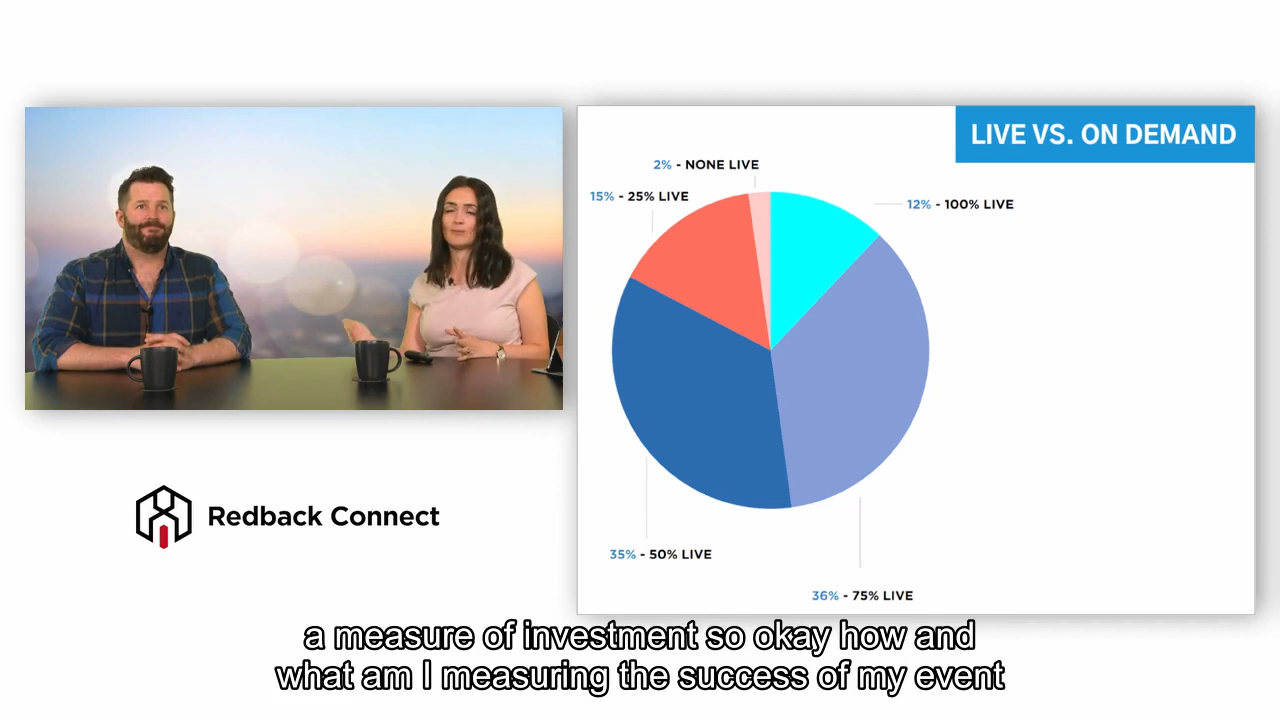 LIVE VS. ON DEMAND
2% - NONE LIVE
15% - 25% LIVE
12% - 100% LIVE
35% - 50% LIVE
36% - 75% LIVE
Redback Connect
a measure of investment so okay how and
what am I measuring the success of my event